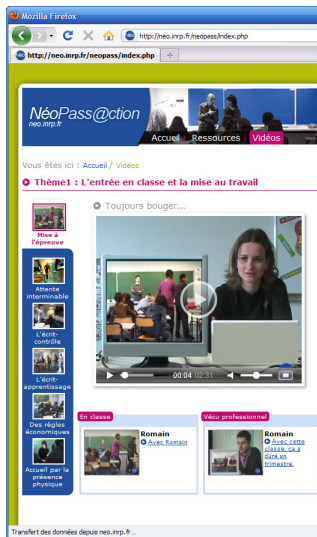 Mozilla Firefox
http://neo.inrp.fr/neopass/index.php
http://neo.inrp.fr/neopass/index.php
NéoPass@ction
neo.inrp.fr
Accueil Ressources Vidéos
Vous êtes ici : Accueil / Vidéos
Thème1 : L'entrée en classe et la mise au travail
Mise à
l'épreuve
Attente
interminable
L'écrit-
contrôle
L'écrit-
apprentissage
Des règles
économiques
Accueil par la
présence
physique
Toujours bouger...
00:04 02:31
En classe
Romain
Avec Romain
Vécu professionnel
Romain
Avec cette
classe, ça a
duré un
trimestre.
Transfert des données depuis neo.inrp.fr...